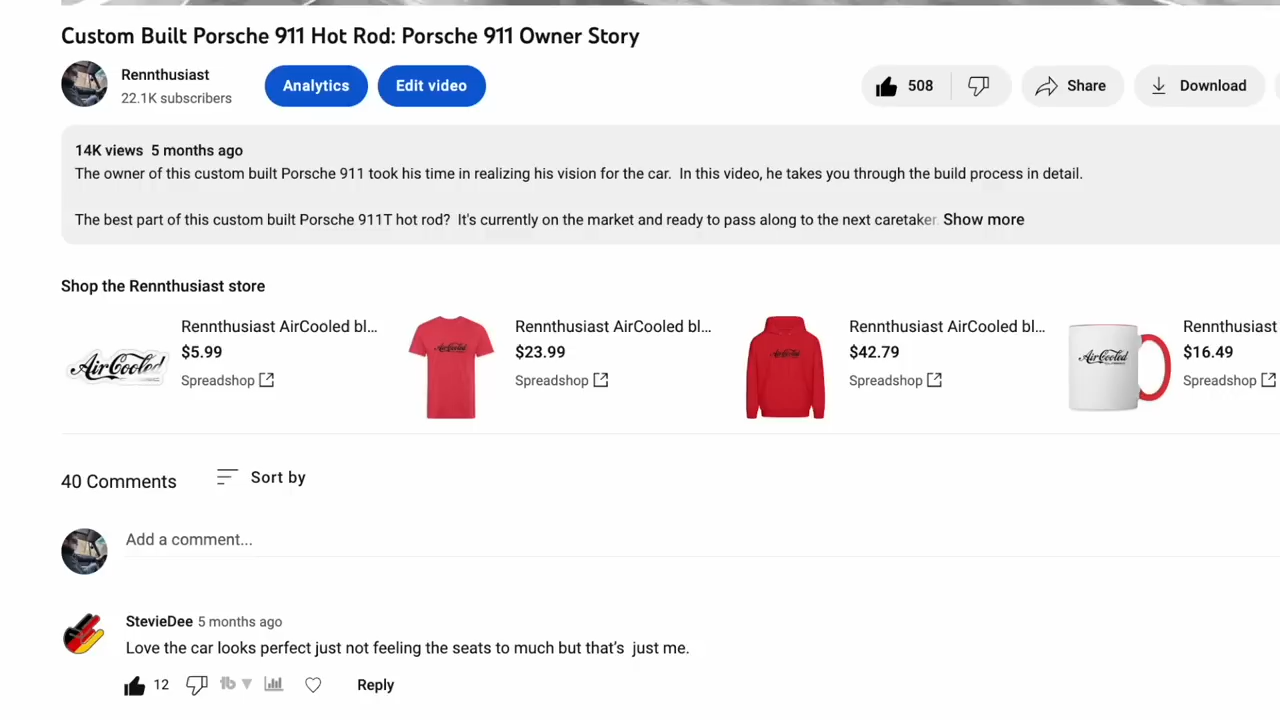 Custom Built Porsche 911 Hot Rod: Porsche 911 Owner Story
Rennthusiast
22.1K subscribers
Analytics
Edit video
508
Share
Download
14K views 5 months ago
The owner of this custom built Porsche 911 took his time in realizing his vision for the car. In this video, he takes you through the build process in detail.
The best part of this custom built Porsche 911T hot rod? It's currently on the market and ready to pass along to the next caretaker. Show more
Shop the Rennthusiast store
Rennthusiast AirCooled bl...
$5.99
Spreadshop
Rennthusiast AirCooled bl...
$23.99
Spreadshop
Rennthusiast AirCooled bl...
$42.79
Spreadshop
Rennthusiast
$16.49
Spreadshop
AirCooled
AirCooled
AirCooled
AirCooled
40 Comments
Sort by
Add a comment...
StevieDee 5 months ago
Love the car looks perfect just not feeling the seats to much but that's just me.
12
tb
Reply